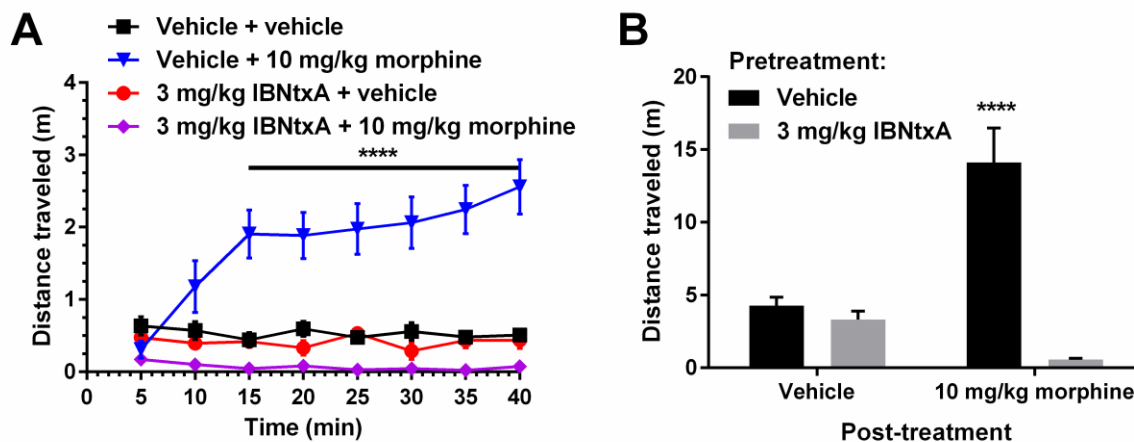 A
Vehicle + vehicle
Vehicle + 10 mg/kg morphine
3 mg/kg IBNtxA + vehicle
3 mg/kg IBNtxA + 10 mg/kg morphine
****
Distance traveled (m)
4
3
2
1
0
0 5 10 15 20 25 30 35 40
Time (min)
B
Pretreatment:
Vehicle
3 mg/kg IBNtxA
****
Distance traveled (m)
20
15
10
5
0
Vehicle 10 mg/kg morphine
Post-treatment